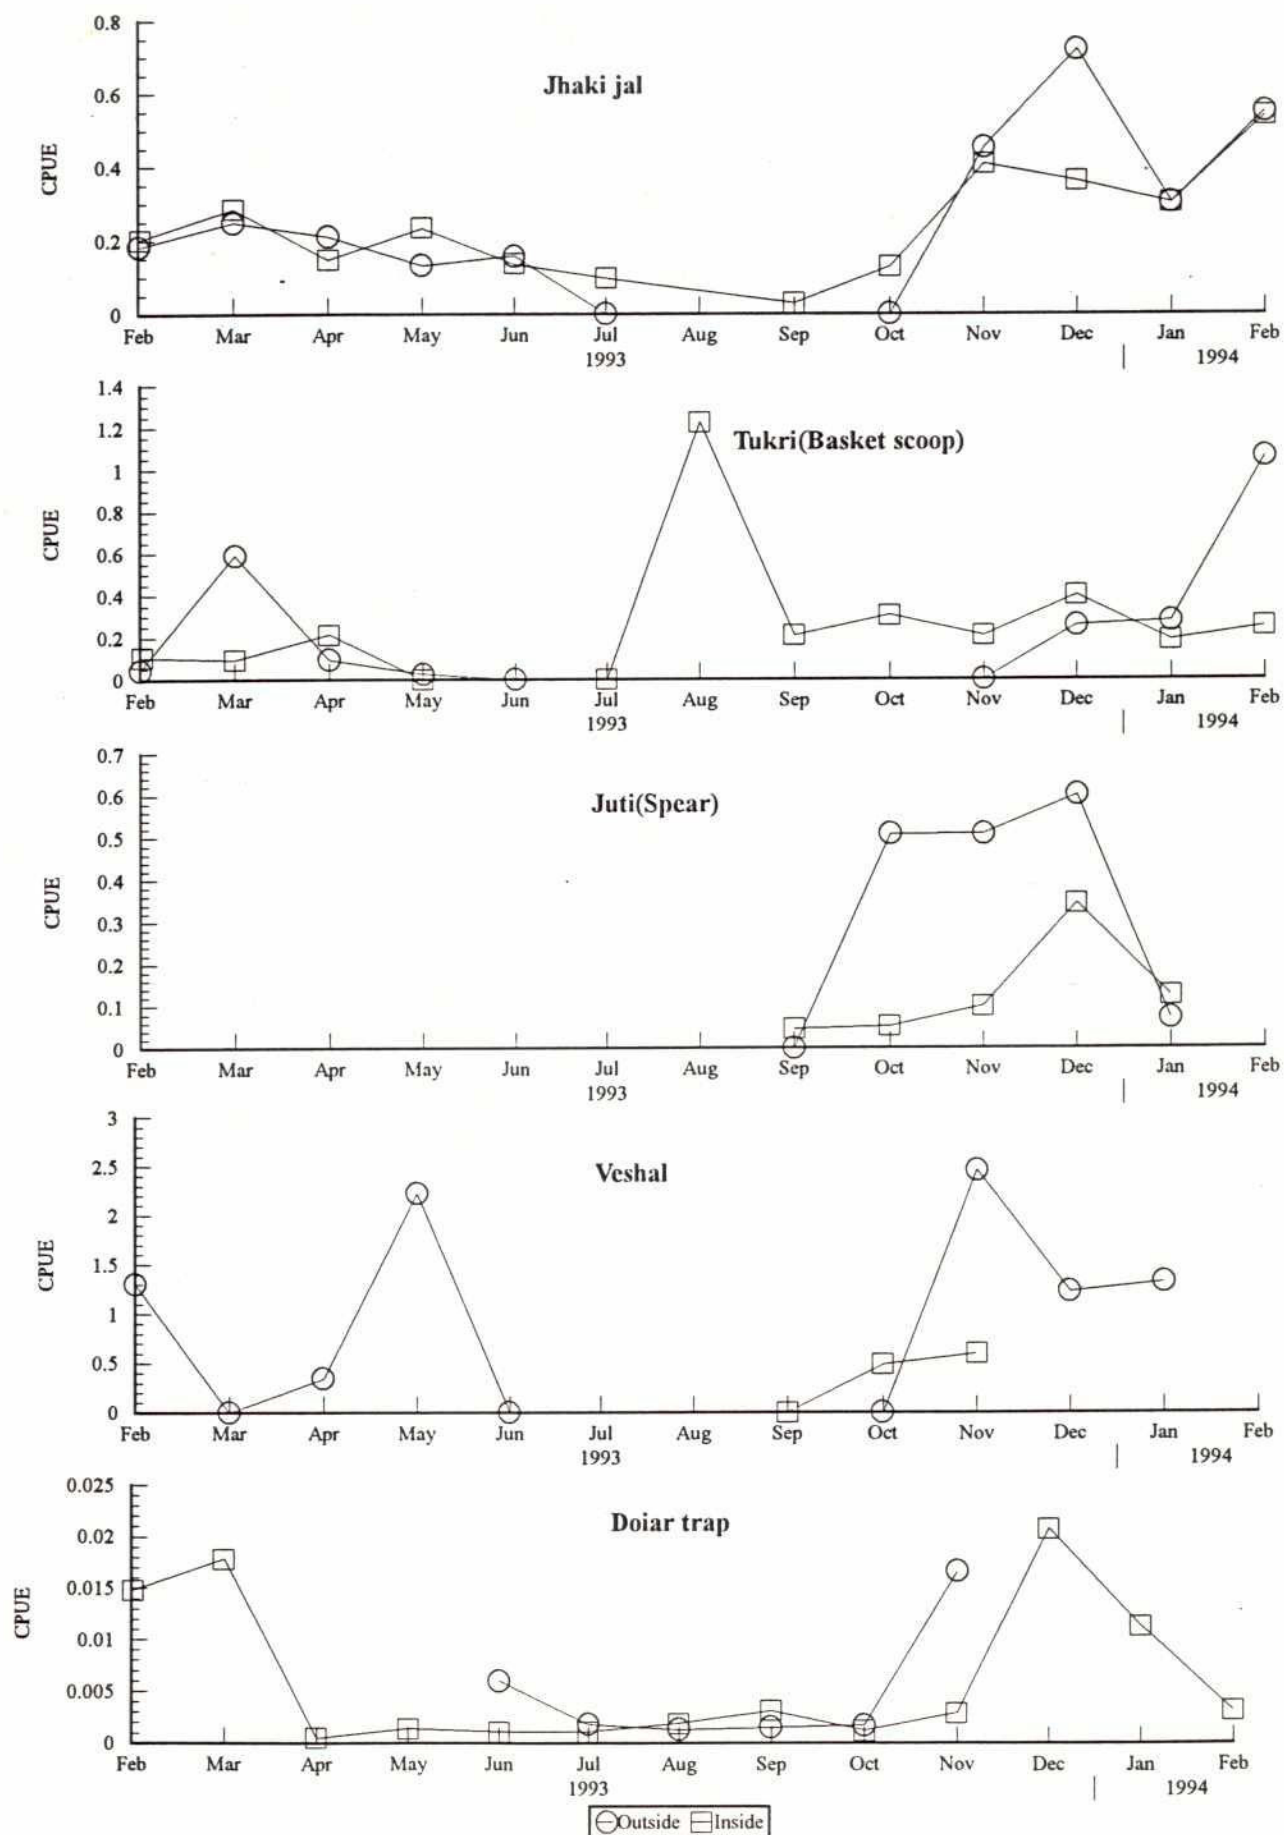 Jhaki jal
CPUE
0.8
0.6
0.4
0.2
0
Feb Mar Apr May Jun Jul Aug Sep Oct Nov Dec Jan Feb
1993 | 1994
Tukri(Basket scoop)
CPUE
1.4
1.2
1
0.8
0.6
0.4
0.2
0
Feb Mar Apr May Jun Jul Aug Sep Oct Nov Dec Jan Feb
1993 | 1994
Juti(Spear)
CPUE
0.7
0.6
0.5
0.4
0.3
0.2
0.1
0
Feb Mar Apr May Jun Jul Aug Sep Oct Nov Dec Jan Feb
1993 | 1994
Veshal
CPUE
3
2.5
2
1.5
1
0.5
0
Feb Mar Apr May Jun Jul Aug Sep Oct Nov Dec Jan Feb
1993 | 1994
Doiar trap
CPUE
0.025
0.02
0.015
0.01
0.005
0
Feb Mar Apr May Jun Jul Aug Sep Oct Nov Dec Jan Feb
1993 | 1994
Outside Inside